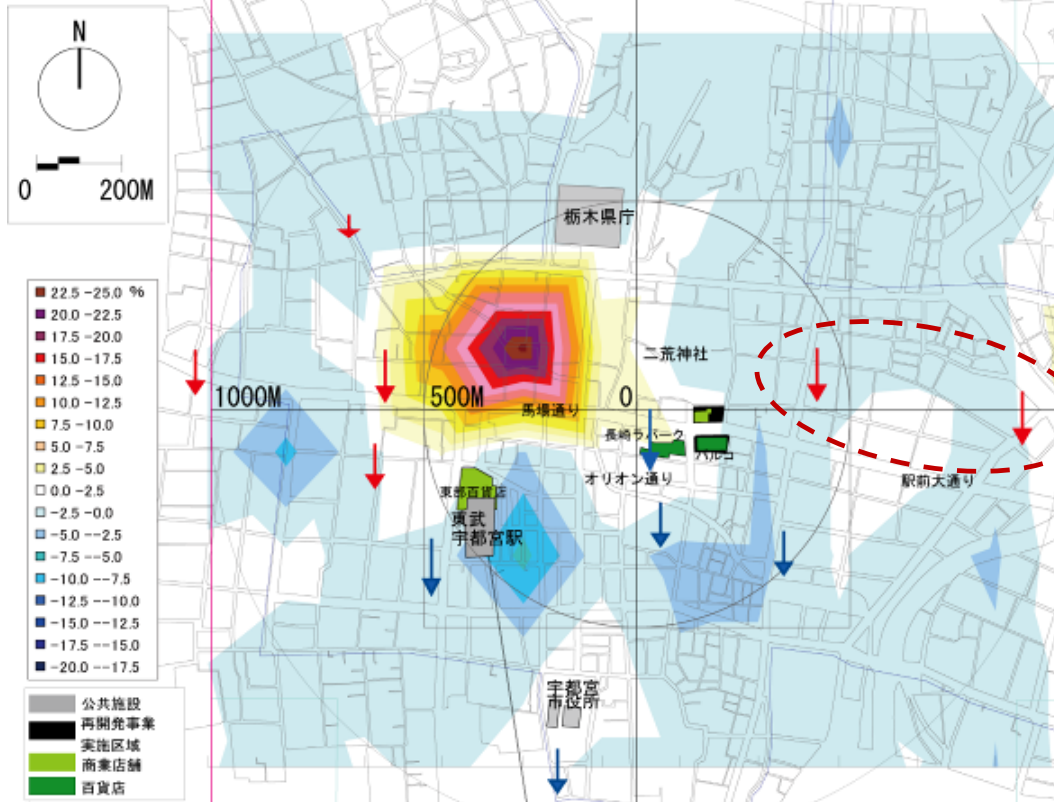 N
0 200M
22.5 -25.0 %
20.0 -22.5
17.5 -20.0
15.0 -17.5
12.5 -15.0
10.0 -12.5
7.5 -10.0
5.0 -7.5
2.5 -5.0
0.0 -2.5
-2.5 -0.0
-5.0 --2.5
-7.5 --5.0
-10.0 --7.5
-12.5 --10.0
-15.0 --12.5
-17.5 --15.0
-20.0 --17.5
公共施設
再開発事業
実施区域
商業店舗
百貨店
栃木県庁
二荒神社
1000M
500M
0
馬場通り
長崎ラパーク
パルコ
オリオン通り
駅前大通り
東部百貨店
東武
宇都宮駅
宇都宮
市役所